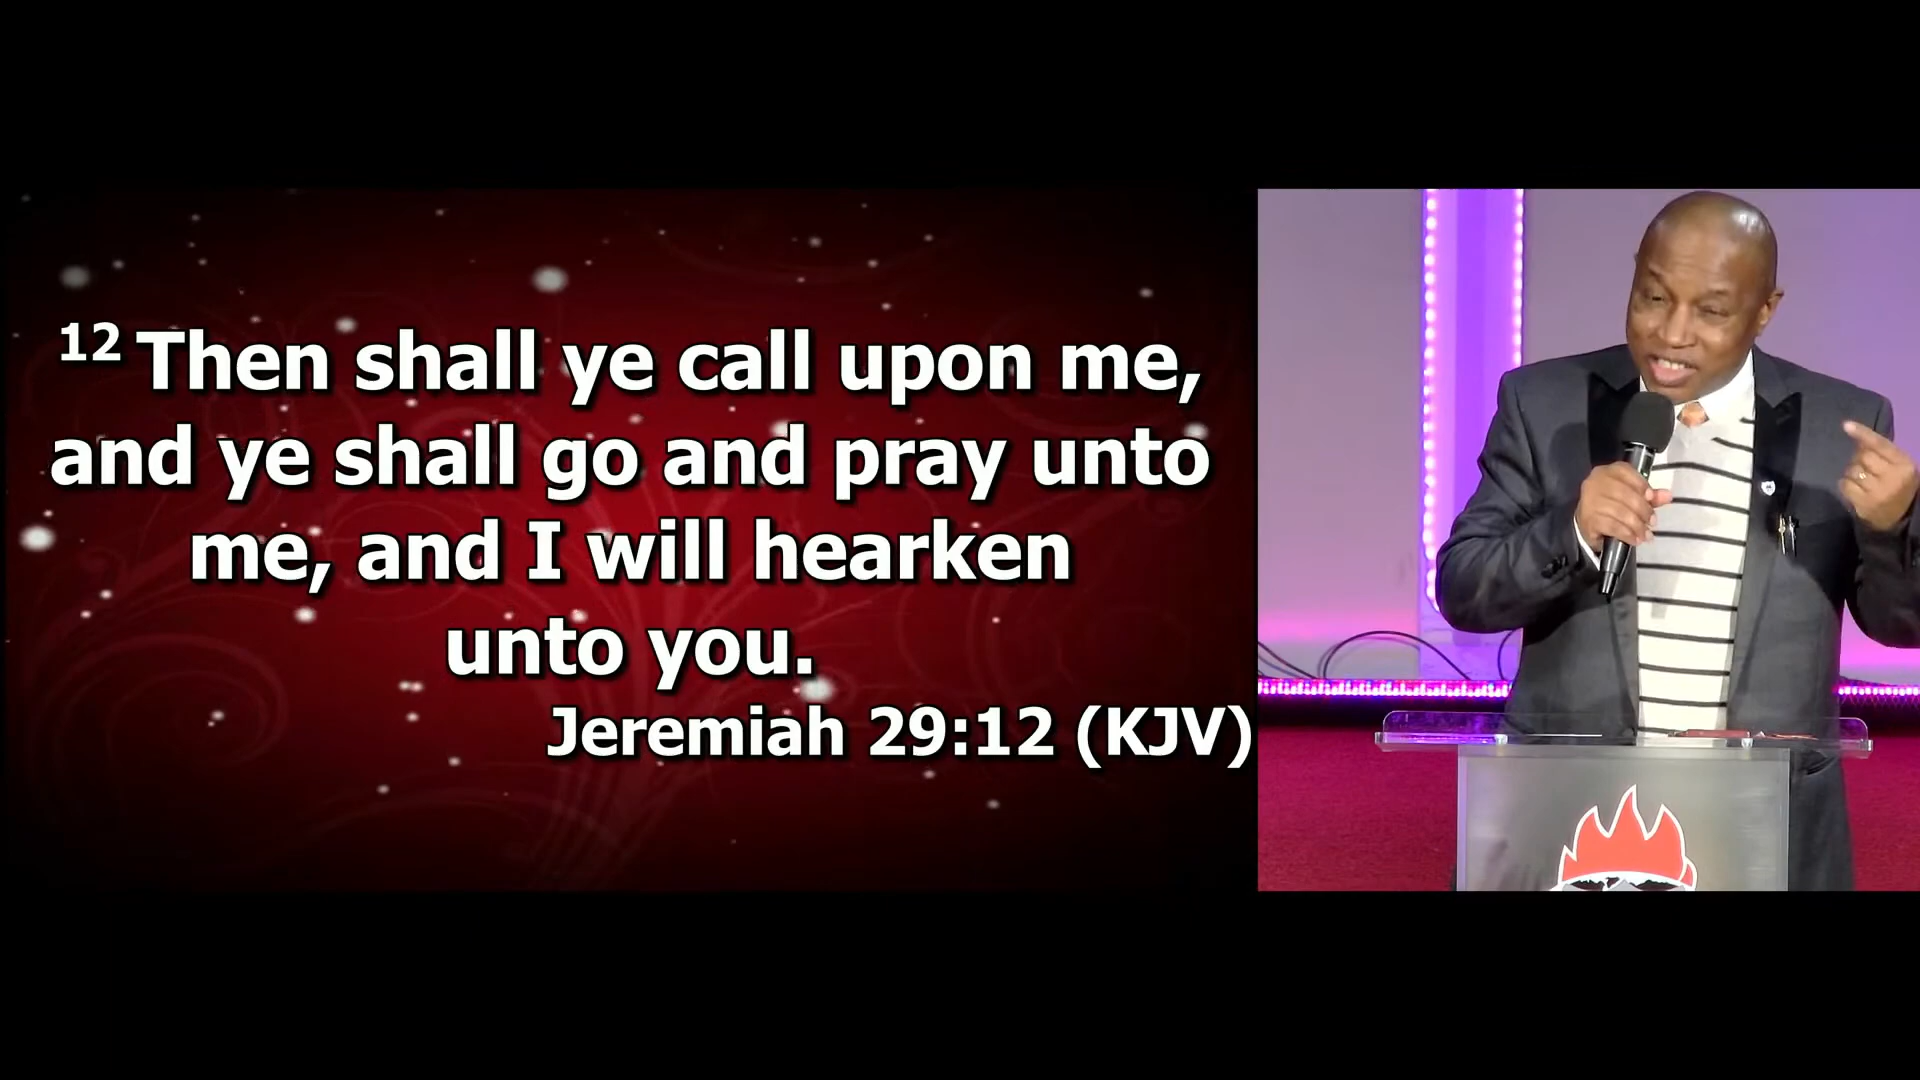 12 Then shall ye call upon me,
and ye shall go and pray unto
me, and I will hearken
unto you.
Jeremiah 29:12 (KJV)